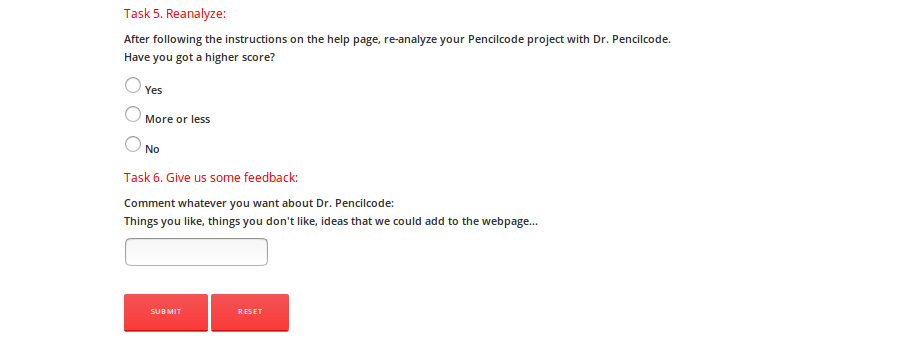 Task 5. Reanalyze:
After following the instructions on the help page, re-analyze your Pencilcode project with Dr. Pencilcode.
Have you got a higher score?
Yes
More or less
No
Task 6. Give us some feedback:
Comment whatever you want about Dr. Pencilcode:
Things you like, things you don't like, ideas that we could add to the webpage...
SUBMIT RESET